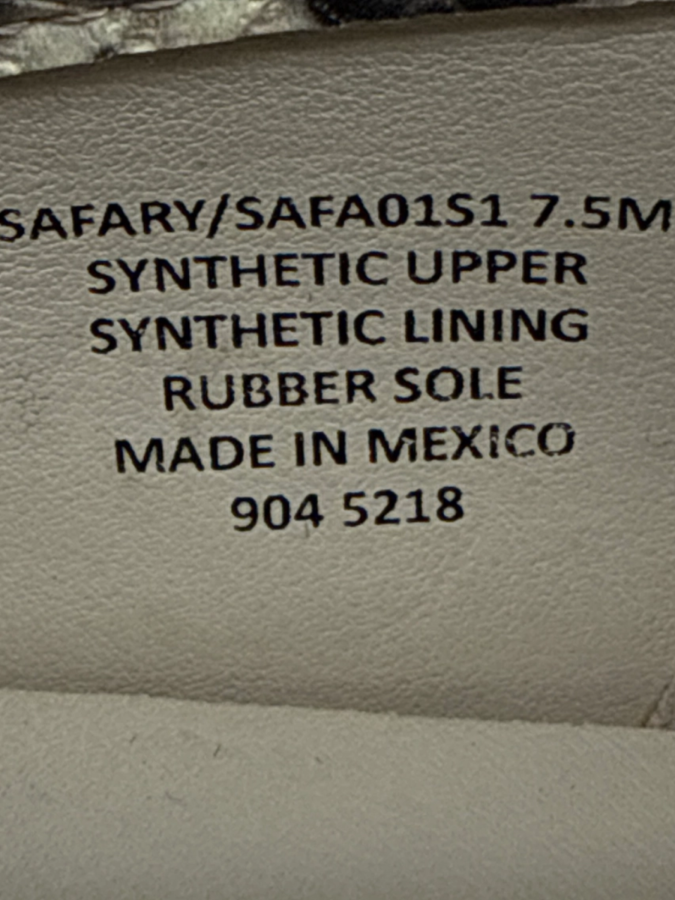 SAFARY/SAFA01S1 7.5M
SYNTHETIC UPPER
SYNTHETIC LINING
RUBBER SOLE
MADE IN MEXICO
904 5218